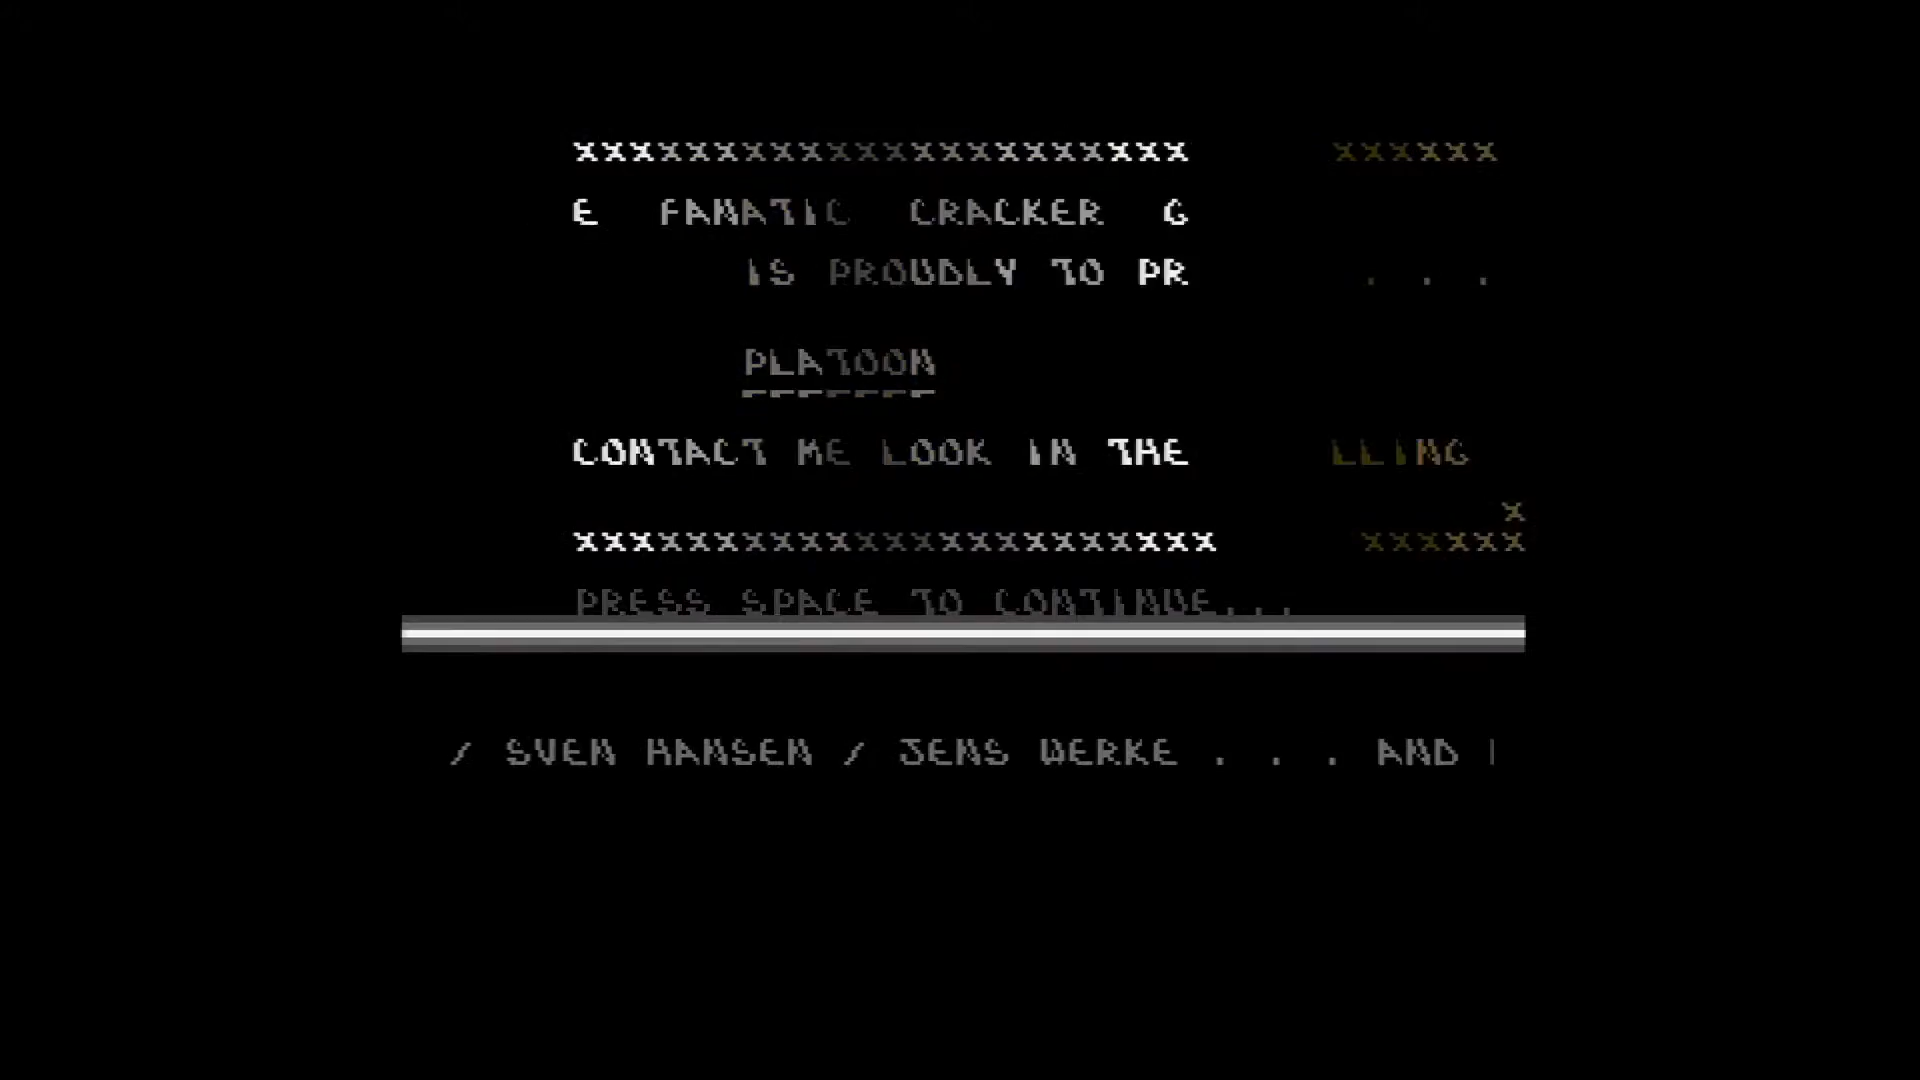 xxxxxxxxxxxxxxxxxxxxxx xxxxxx
E FANATIC CRACKER G
IS PROUDLY TO PR . . .
PLATOON
-------
CONTACT ME LOOK IN THE LLING
x
xxxxxxxxxxxxxxxxxxxxxxx xxxxxx
PRESS SPACE TO CONTINUE...
/ SVEN HANSEN / JENS WERKE . . . AND